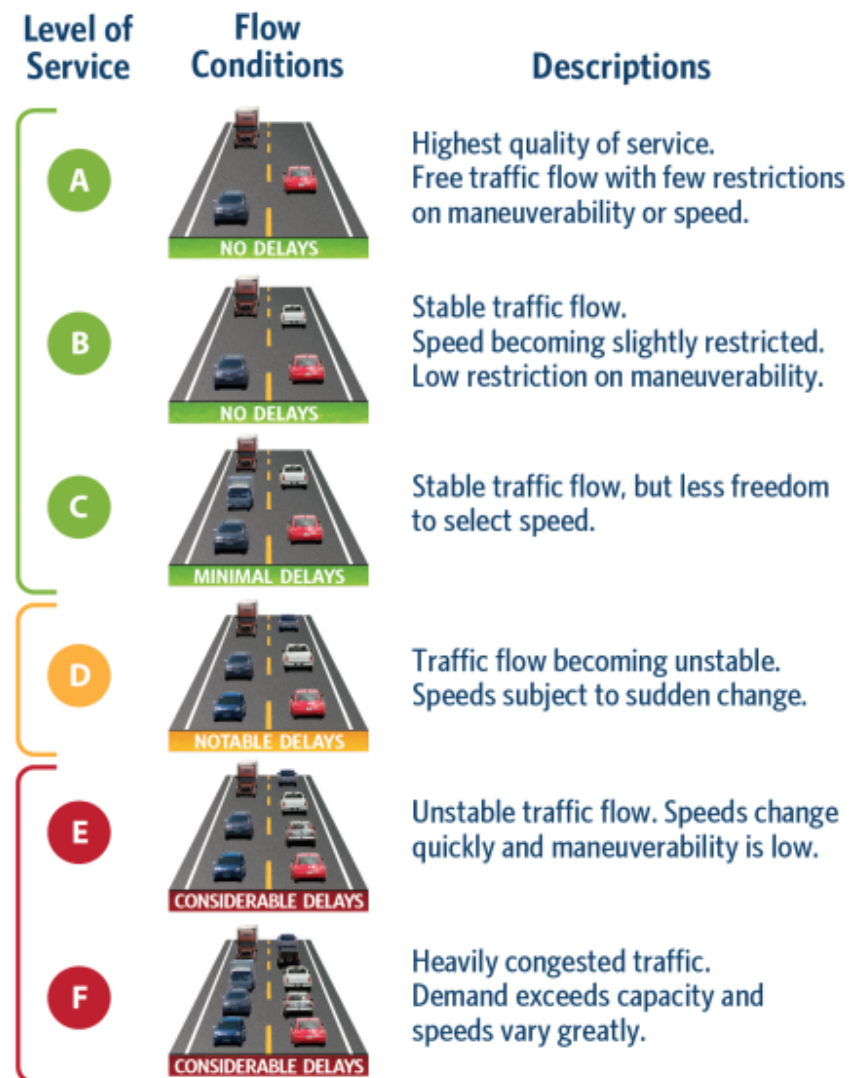 Level of
Service
Flow
Conditions
Descriptions
A
NO DELAYS
Highest quality of service.
Free traffic flow with few restrictions
on maneuverability or speed.
B
NO DELAYS
Stable traffic flow.
Speed becoming slightly restricted.
Low restriction on maneuverability.
C
MINIMAL DELAYS
Stable traffic flow, but less freedom
to select speed.
D
NOTABLE DELAYS
Traffic flow becoming unstable.
Speeds subject to sudden change.
E
CONSIDERABLE DELAYS
Unstable traffic flow. Speeds change
quickly and maneuverability is low.
F
CONSIDERABLE DELAYS
Heavily congested traffic.
Demand exceeds capacity and
speeds vary greatly.